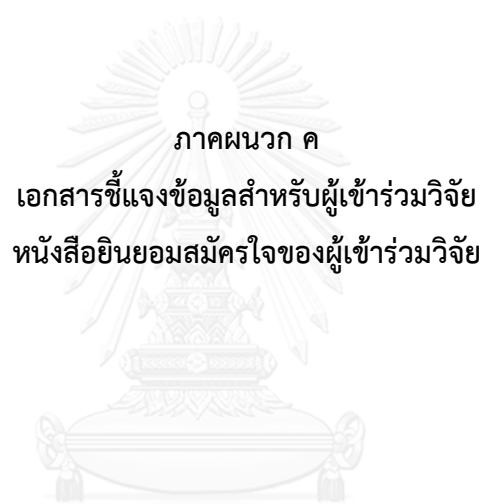 ภาคผนวก ค
เอกสารชี้แจงข้อมูลสำหรับผู้เข้าร่วมวิจัย
หนังสือยินยอมสมัครใจของผู้เข้าร่วมวิจัย